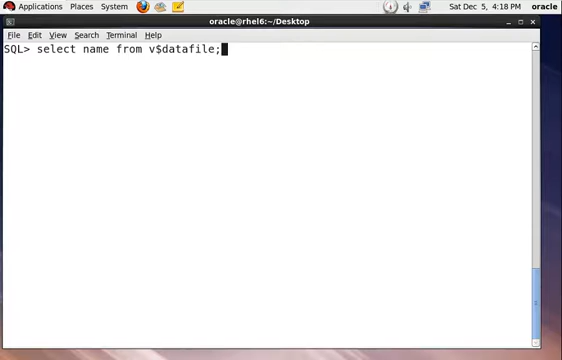 Applications Places System Sat Dec 5, 4:18 PM oracle
oracle@rhel6:~/Desktop
File Edit View Search Terminal Help
SQL> select name from v$datafile;